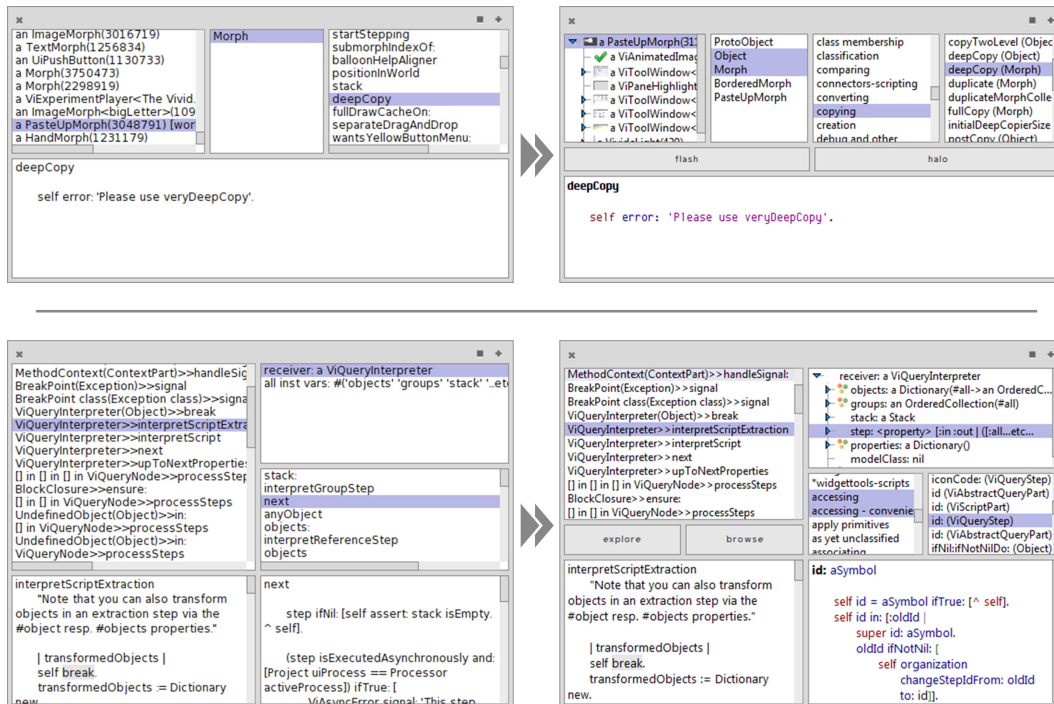 an ImageMorph(3016719)
a TextMorph(1256834)
an UiPushButton(1130733)
a Morph(3750473)
a Morph(2298919)
a ViExperimentPlayer<The Vivid.
an ImageMorph<bigLetter>(109
a PasteUpMorph(3048791) [wor
a HandMorph(1231179)
Morph
startStepping
submorphIndexOf:
balloonHelpAligner
positionInWorld
stack
deepCopy
fullDrawCacheOn:
separateDragAndDrop
wantsYellowButtonMenu:
deepCopy
self error: 'Please use veryDeepCopy'.
a PasteUpMorph(31
a ViAnimatedImag
a ViToolWindow<
a ViPaneHighlight
a ViToolWindow<
a ViToolWindow<
a ViToolWindow<
a VividaLight(429)
ProtoObject
Object
Morph
BorderedMorph
PasteUpMorph
class membership
classification
comparing
connectors-scripting
converting
copying
creation
debug and other
copyTwoLevel (Objec
deepCopy (Object)
deepCopy (Morph)
duplicate (Morph)
duplicateMorphColle
fullCopy (Morph)
initialDeepCopierSize
postCopy (Object)
flash
halo
deepCopy
self error: 'Please use veryDeepCopy'.
MethodContext(ContextPart)>>handleSig
BreakPoint(Exception)>>signal
BreakPoint class(Exception class)>>signa
ViQueryInterpreter(Object)>>break
ViQueryInterpreter>>interpretScriptExtra
ViQueryInterpreter>>interpretScript
ViQueryInterpreter>>next
ViQueryInterpreter>>upToNextProperties
[] in [] in [] in ViQueryNode>>processStep
BlockClosure>>ensure:
[] in [] in ViQueryNode>>processSteps
UndefinedObject(Object)>>in:
[] in ViQueryNode>>processSteps
UndefinedObject(Object)>>in:
ViQueryNode>>processSteps
receiver: a ViQueryInterpreter
all inst vars: #('objects' 'groups' 'stack' '..et
stack:
interpretGroupStep
next
anyObject
objects:
interpretReferenceStep
objects
interpretScriptExtraction
"Note that you can also transform
objects in an extraction step via the
#object resp. #objects properties."
| transformedObjects |
self break.
transformedObjects := Dictionary
new.
next
step ifNil: [self assert: stack isEmpty.
^ self].
(step isExecutedAsynchronously and:
[Project uiProcess == Processor
activeProcess]) ifTrue: [
ViAsyncError signal: 'This step
MethodContext(ContextPart)>>handleSignal:
BreakPoint(Exception)>>signal
BreakPoint class(Exception class)>>signal
ViQueryInterpreter(Object)>>break
ViQueryInterpreter>>interpretScriptExtraction
ViQueryInterpreter>>interpretScript
ViQueryInterpreter>>next
ViQueryInterpreter>>upToNextProperties
[] in [] in [] in ViQueryNode>>processSteps
BlockClosure>>ensure:
[] in [] in ViQueryNode>>processSteps
explore
browse
receiver: a ViQueryInterpreter
objects: a Dictionary(#all->an OrderedC...
groups: an OrderedCollection(#all)
stack: a Stack
step: <property> [:in :out | ([:all...etc...
properties: a Dictionary()
modelClass: nil
*widgettools-scripts
accessing
accessing - convenie
apply primitives
as yet unclassified
associating
iconCode: (ViQueryStep)
id (ViAbstractQueryPart)
id (ViScriptPart)
id: (ViQueryStep)
id: (ViAbstractQueryPart)
ifNil:ifNotNilDo: (Object)
interpretScriptExtraction
"Note that you can also transform
objects in an extraction step via the
#object resp. #objects properties."
| transformedObjects |
self break.
transformedObjects := Dictionary
new.
id: aSymbol
self id = aSymbol ifTrue: [^ self].
self id in: [:oldId |
super id: aSymbol.
oldId ifNotNil: [
self organization
changeStepIdFrom: oldId
to: id]].